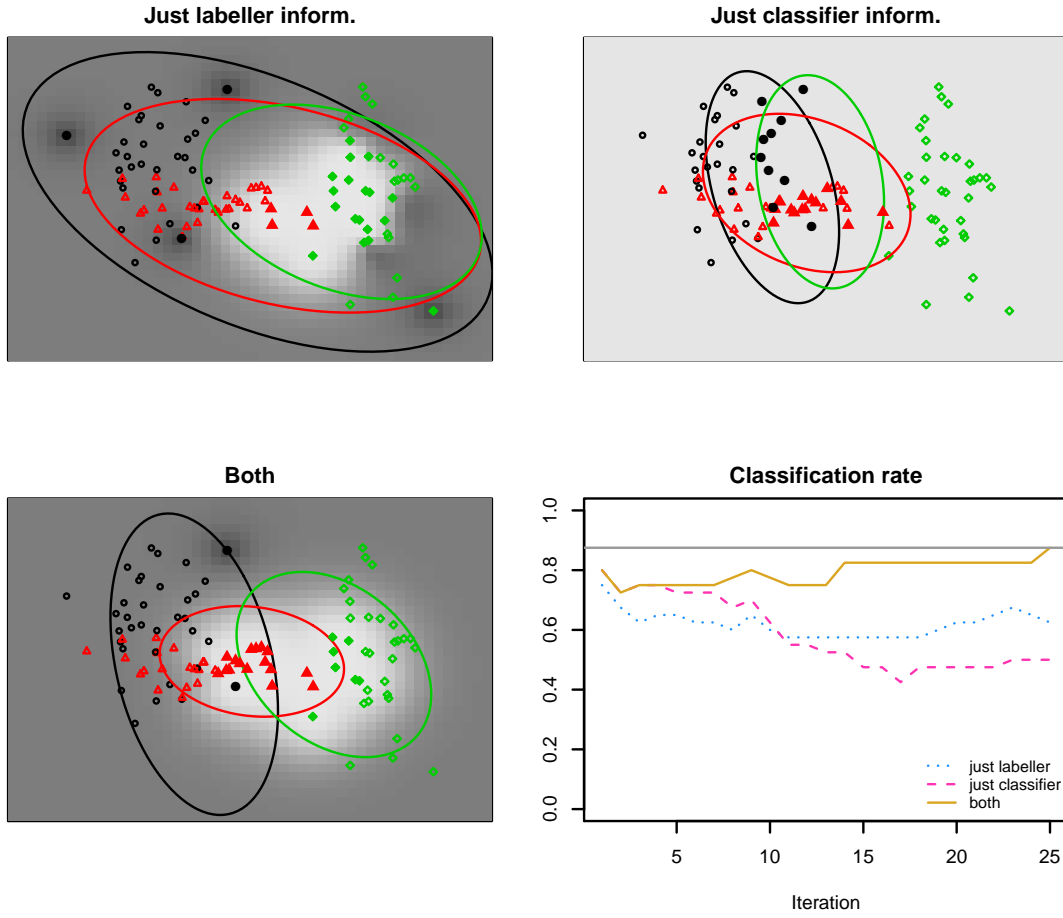 Just labeller inform.
Just classifier inform.
Both
Classification rate
1.0
0.8
0.6
0.4
0.2
0.0
just labeller
just classifier
both
5
10
15
20
25
Iteration